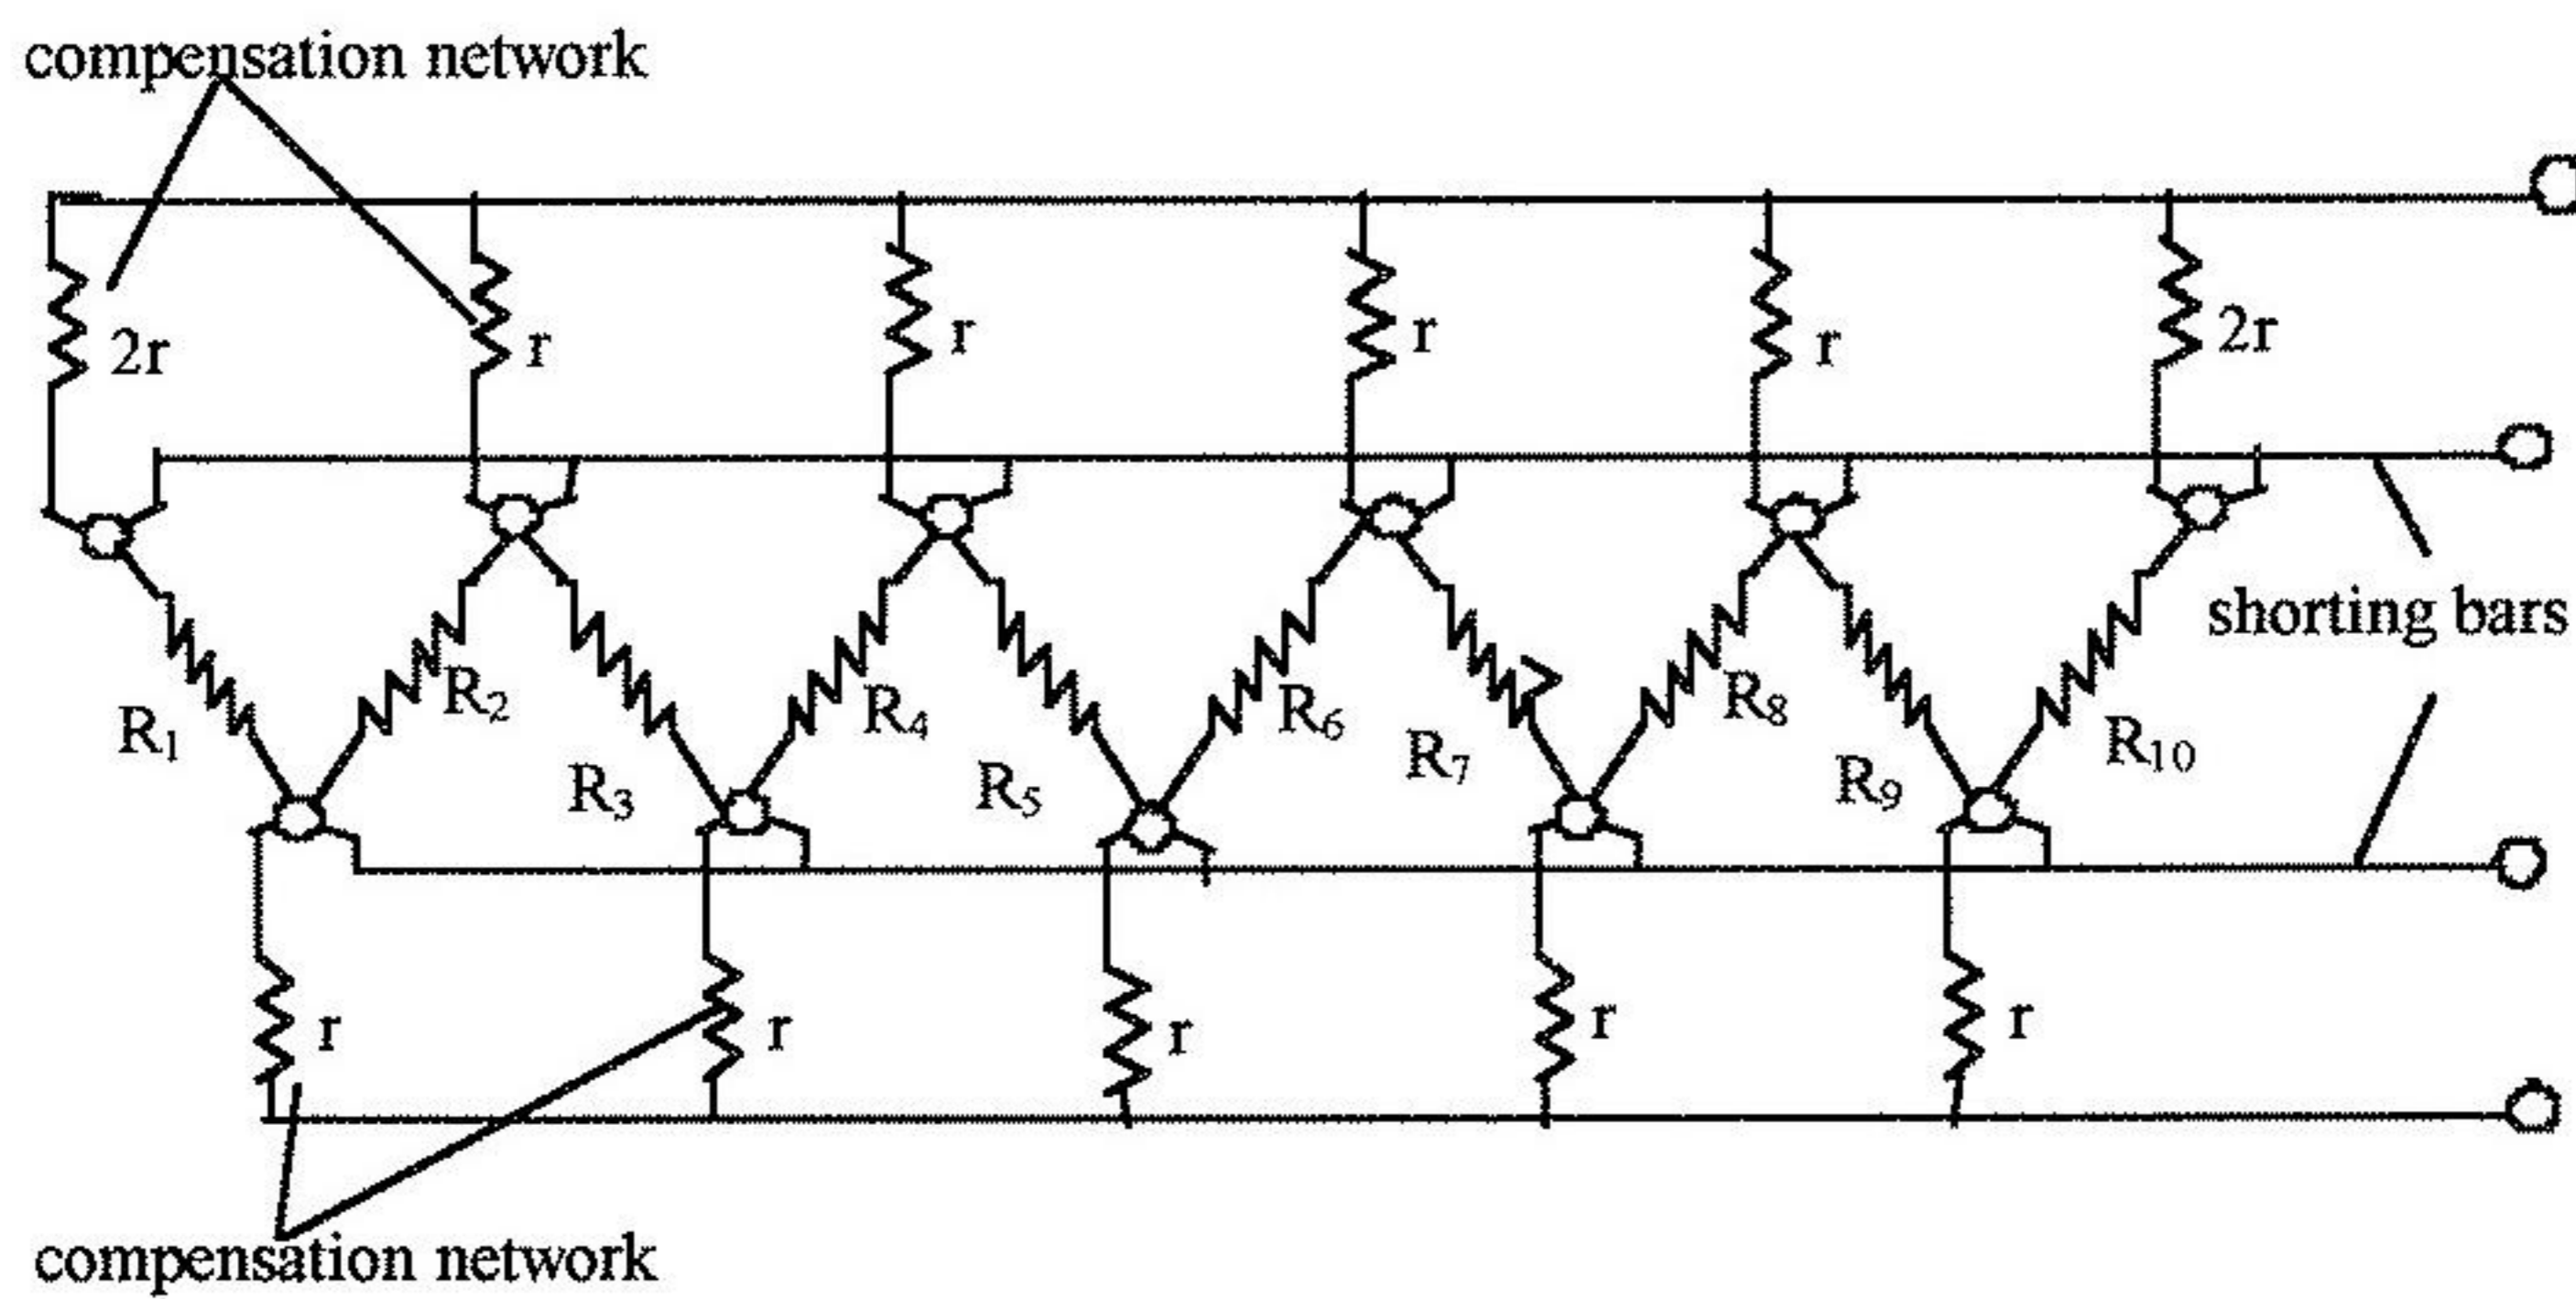 compensation network
2r
r
r
r
r
2r
shorting bars
R₁
R₂
R₃
R₄
R₅
R₆
R₇
R₈
R₉
R₁₀
r
r
r
r
r
compensation network